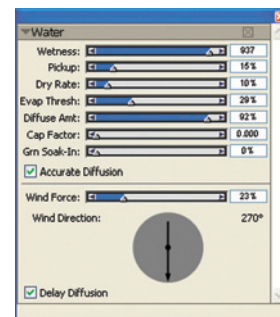 Water
Wetness: 937
Pickup: 15%
Dry Rate: 10%
Evap Thresh: 29%
Diffuse Amt: 92%
Cap Factor: 0.000
Grn Soak-In: 0%
Accurate Diffusion
Wind Force: 23%
Wind Direction: 270°
Delay Diffusion